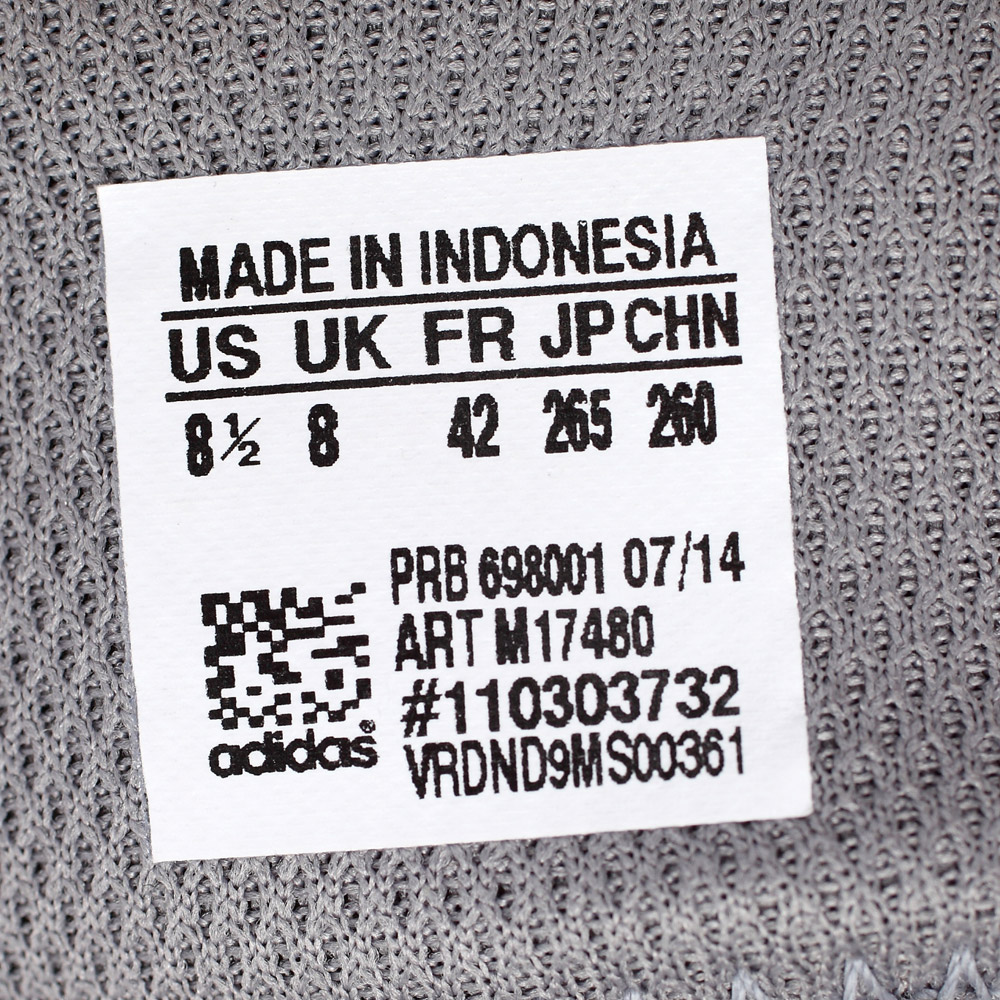 MADE IN INDONESIA
US UK FR JP CHN
8½ 8 42 265 260
PRB 698001 07/14
ART M17480
#110303732
adidas®
VRDND9MS00361